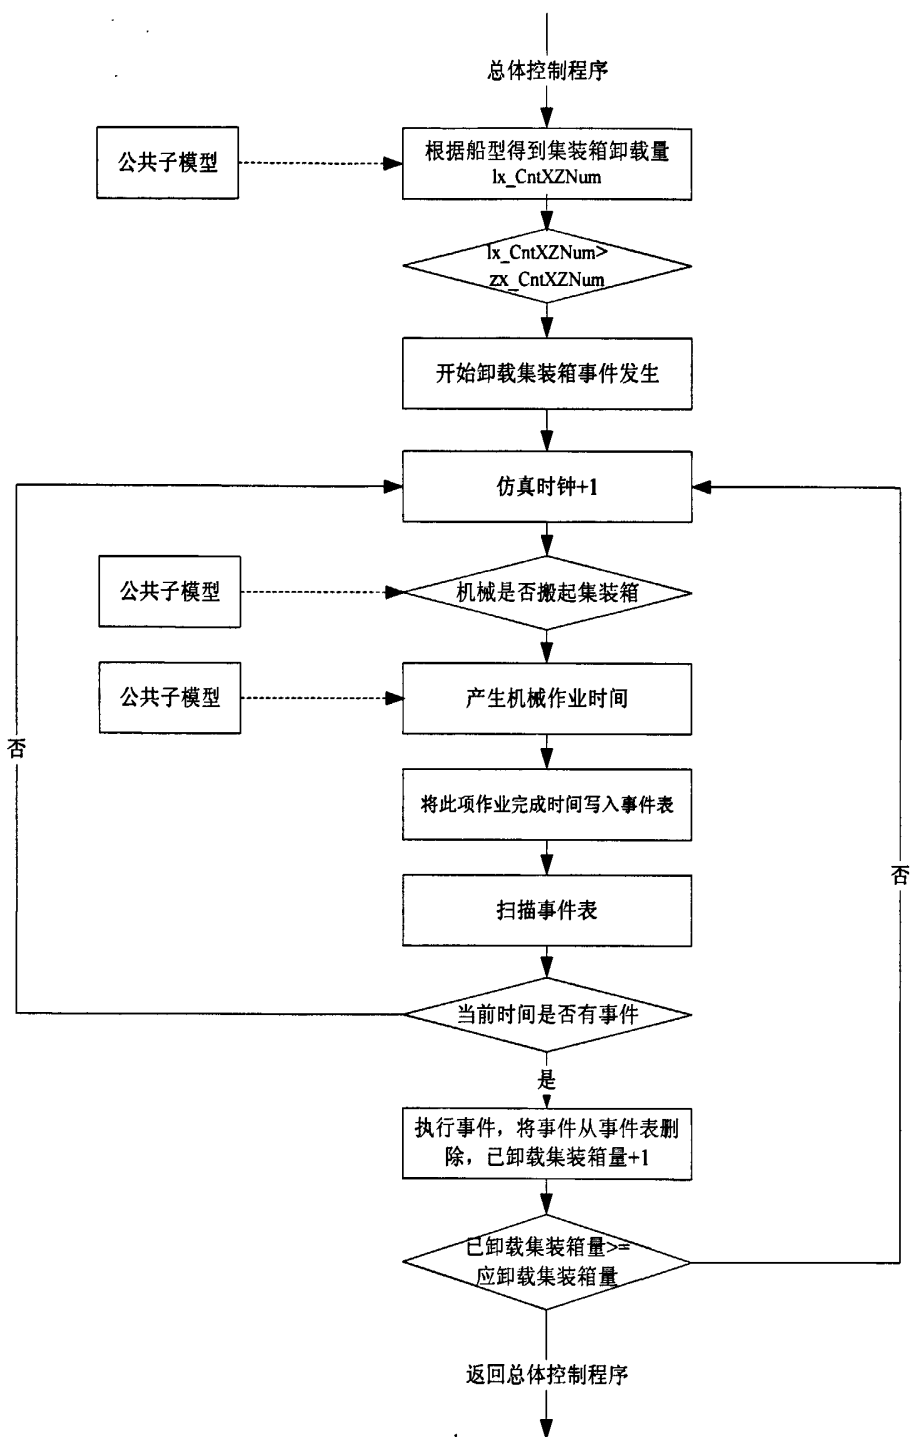 总体控制程序
公共子模型
根据船型得到集装箱卸载量
lx_CntXZNum
lx_CntXZNum>
zx_CntXZNum
开始卸载集装箱事件发生
仿真时钟+1
公共子模型
机械是否搬起集装箱
公共子模型
产生机械作业时间
否
将此项作业完成时间写入事件表
否
扫描事件表
当前时间是否有事件
是
执行事件，将事件从事件表删
除，已卸载集装箱量+1
已卸载集装箱量>=
应卸载集装箱量
返回总体控制程序